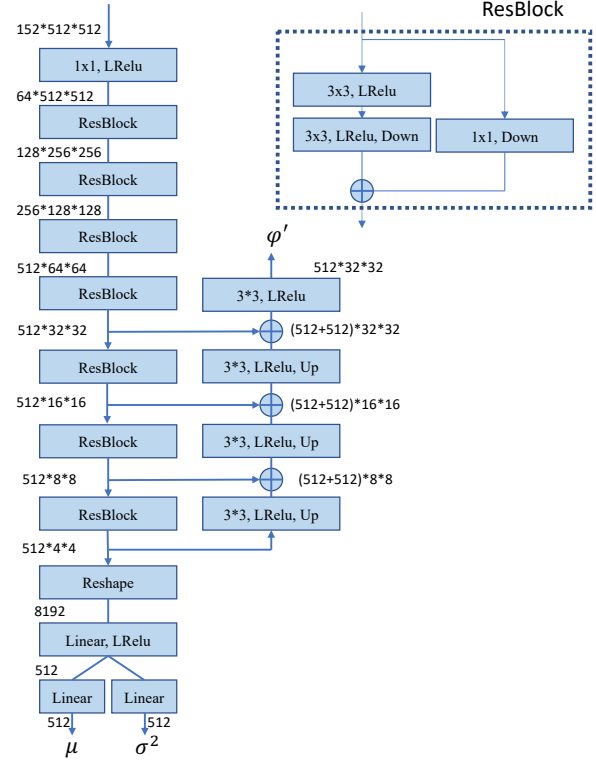 ResBlock
152*512*512
1x1, LRelu
64*512*512
ResBlock
128*256*256
ResBlock
256*128*128
ResBlock
512*64*64
ResBlock
512*32*32
ResBlock
512*16*16
ResBlock
512*8*8
ResBlock
512*4*4
Reshape
8192
Linear, LRelu
512
Linear
Linear
512
512
μ
σ²
3x3, LRelu
3x3, LRelu, Down
1x1, Down
φ′
512*32*32
3*3, LRelu
(512+512)*32*32
3*3, LRelu, Up
(512+512)*16*16
3*3, LRelu, Up
(512+512)*8*8
3*3, LRelu, Up